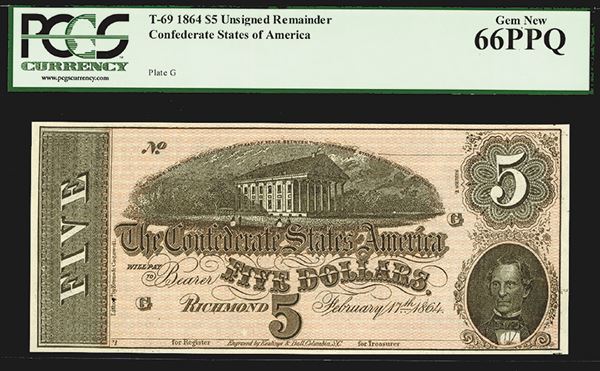 PCGS
CURRENCY
www.pcgscurrency.com
T-69 1864 $5 Unsigned Remainder
Confederate States of America
Plate G
Gem New
66PPQ
No
5
FIVE
G
The Confederate States of America
WILL PAY TO Bearer FIVE DOLLARS.
G
RICHMOND 5 February 17th 1864.
for Register Engraved by Keatinge & Ball, Columbia, S.C. for Treasurer